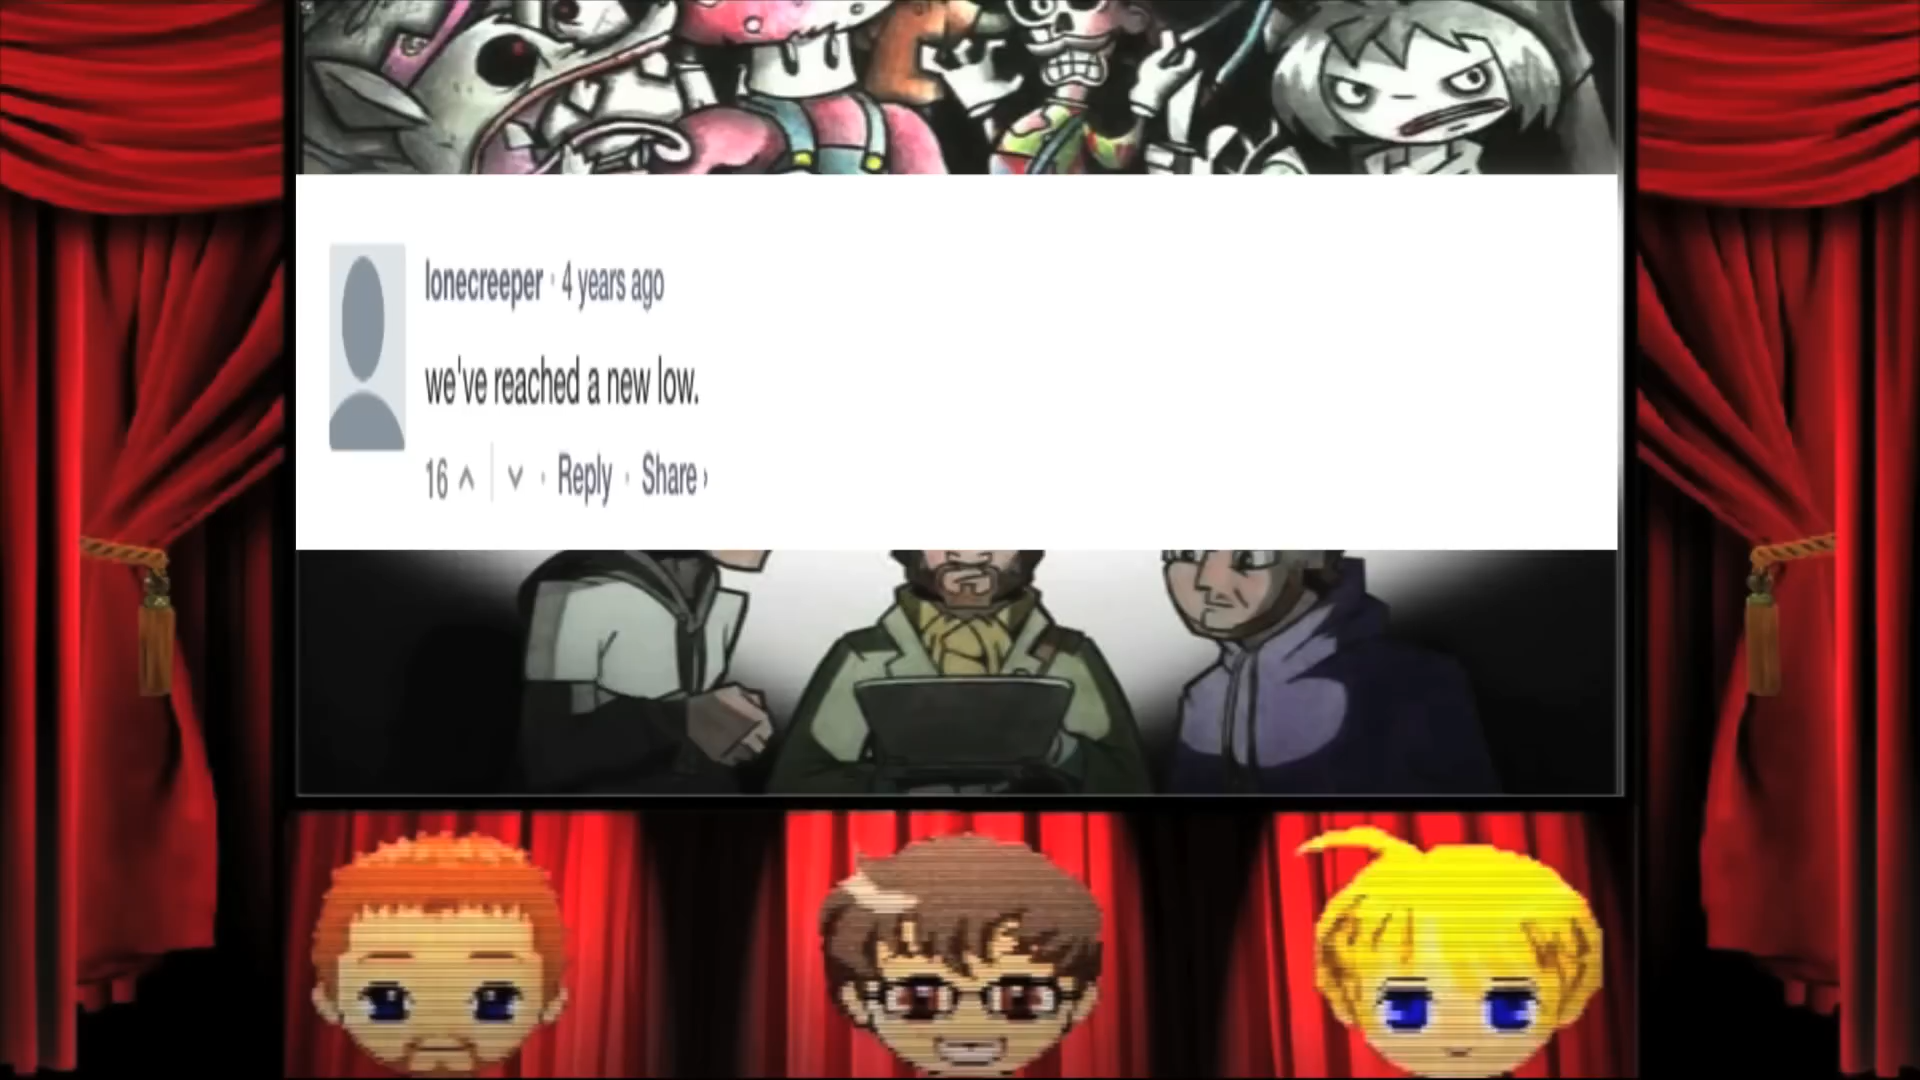 lonecreeper · 4 years ago
we've reached a new low.
16 · Reply · Share ›